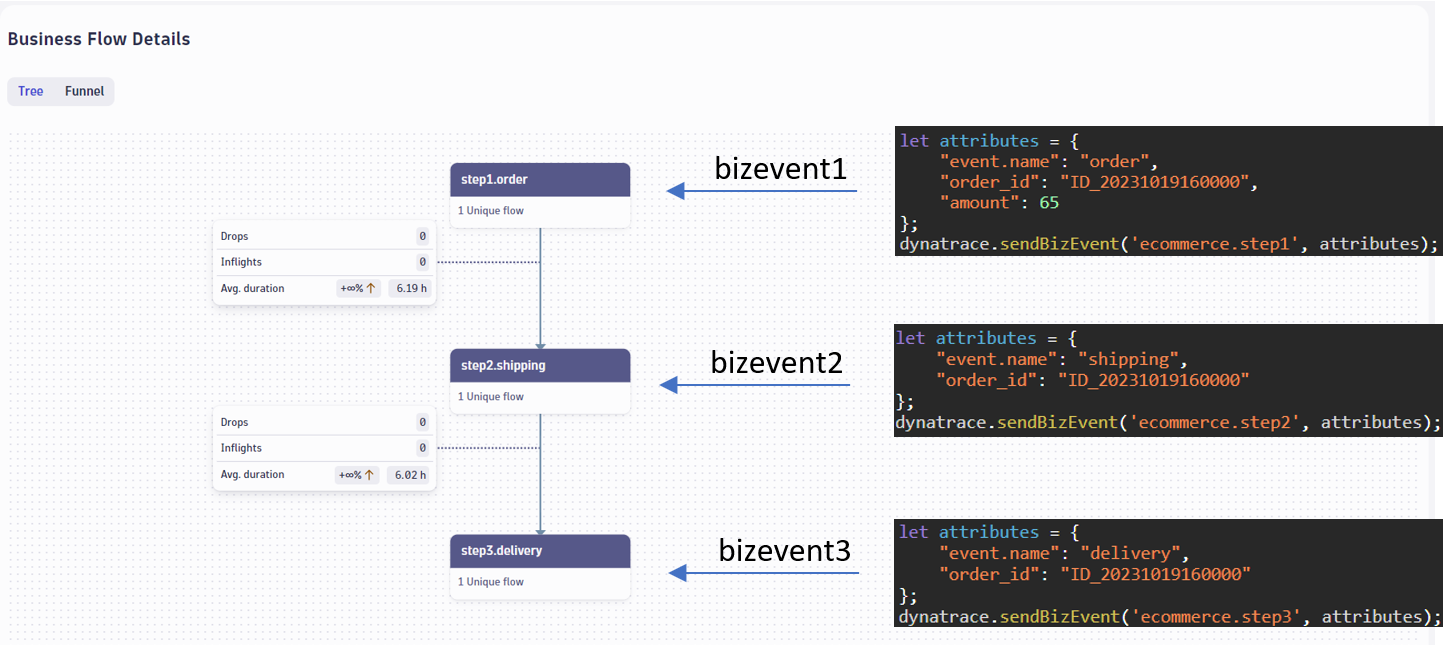 Business Flow Details
Tree Funnel
step1.order
1 Unique flow
bizevent1
let attributes = {
"event.name": "order",
"order_id": "ID_20231019160000",
"amount": 65
};
dynatrace.sendBizEvent('ecommerce.step1', attributes);
Drops 0
Inflights 0
Avg. duration +∞% ↑ 6.19 h
step2.shipping
1 Unique flow
bizevent2
let attributes = {
"event.name": "shipping",
"order_id": "ID_20231019160000"
};
dynatrace.sendBizEvent('ecommerce.step2', attributes);
Drops 0
Inflights 0
Avg. duration +∞% ↑ 6.02 h
step3.delivery
1 Unique flow
bizevent3
let attributes = {
"event.name": "delivery",
"order_id": "ID_20231019160000"
};
dynatrace.sendBizEvent('ecommerce.step3', attributes);